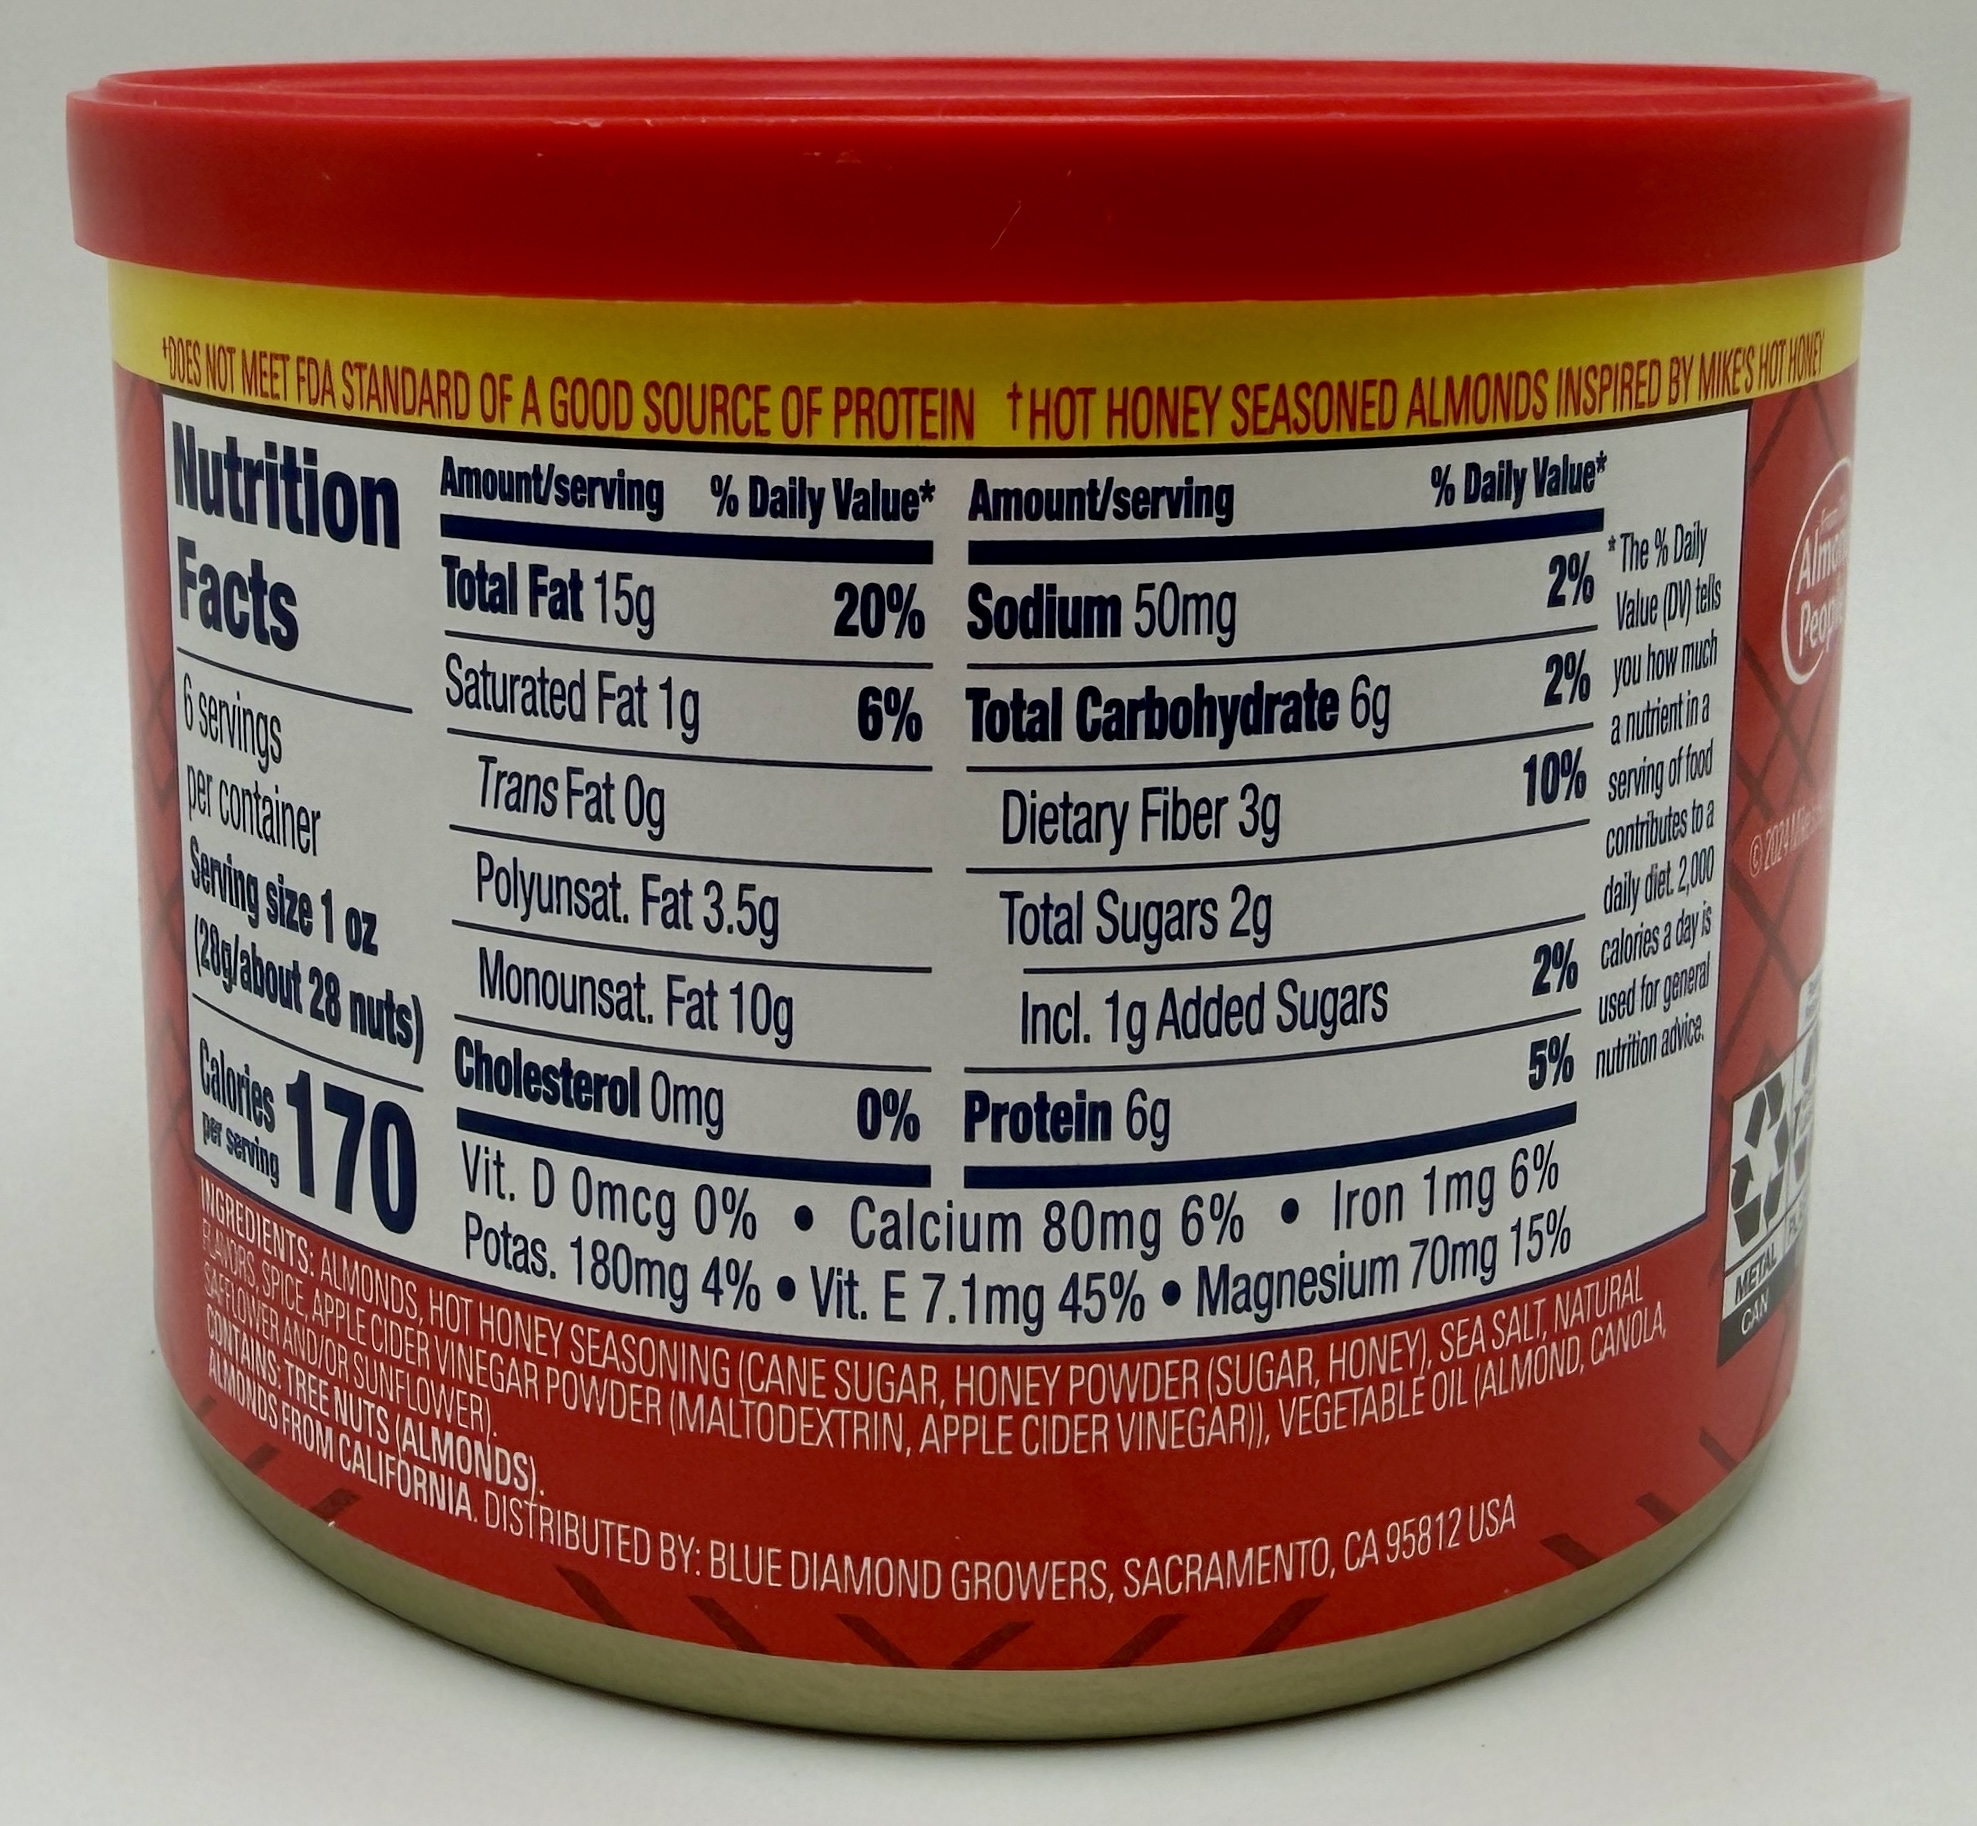 †DOES NOT MEET FDA STANDARD OF A GOOD SOURCE OF PROTEIN †HOT HONEY SEASONED ALMONDS INSPIRED BY MIKE'S HOT HONEY
Nutrition
Facts
6 servings
per container
Serving size 1 oz
(28g/about 28 nuts)
Calories
per serving
170
Amount/serving % Daily Value*
Total Fat 15g 20%
Saturated Fat 1g 6%
Trans Fat 0g
Polyunsat. Fat 3.5g
Monounsat. Fat 10g
Cholesterol 0mg 0%
Amount/serving % Daily Value*
Sodium 50mg 2%
Total Carbohydrate 6g 2%
Dietary Fiber 3g 10%
Total Sugars 2g
Incl. 1g Added Sugars 2%
Protein 6g 5%
Vit. D 0mcg 0% • Calcium 80mg 6% • Iron 1mg 6%
Potas. 180mg 4% • Vit. E 7.1mg 45% • Magnesium 70mg 15%
*The % Daily
Value (DV) tells
you how much
a nutrient in a
serving of food
contributes to a
daily diet. 2,000
calories a day is
used for general
nutrition advice.
INGREDIENTS: ALMONDS, HOT HONEY SEASONING (CANE SUGAR, HONEY POWDER (SUGAR, HONEY), SEA SALT, NATURAL
FLAVORS, SPICE, APPLE CIDER VINEGAR POWDER (MALTODEXTRIN, APPLE CIDER VINEGAR)), VEGETABLE OIL (ALMOND, CANOLA,
SAFFLOWER AND/OR SUNFLOWER).
CONTAINS: TREE NUTS (ALMONDS).
ALMONDS FROM CALIFORNIA. DISTRIBUTED BY: BLUE DIAMOND GROWERS, SACRAMENTO, CA 95812 USA
© 2024
METAL
CAN